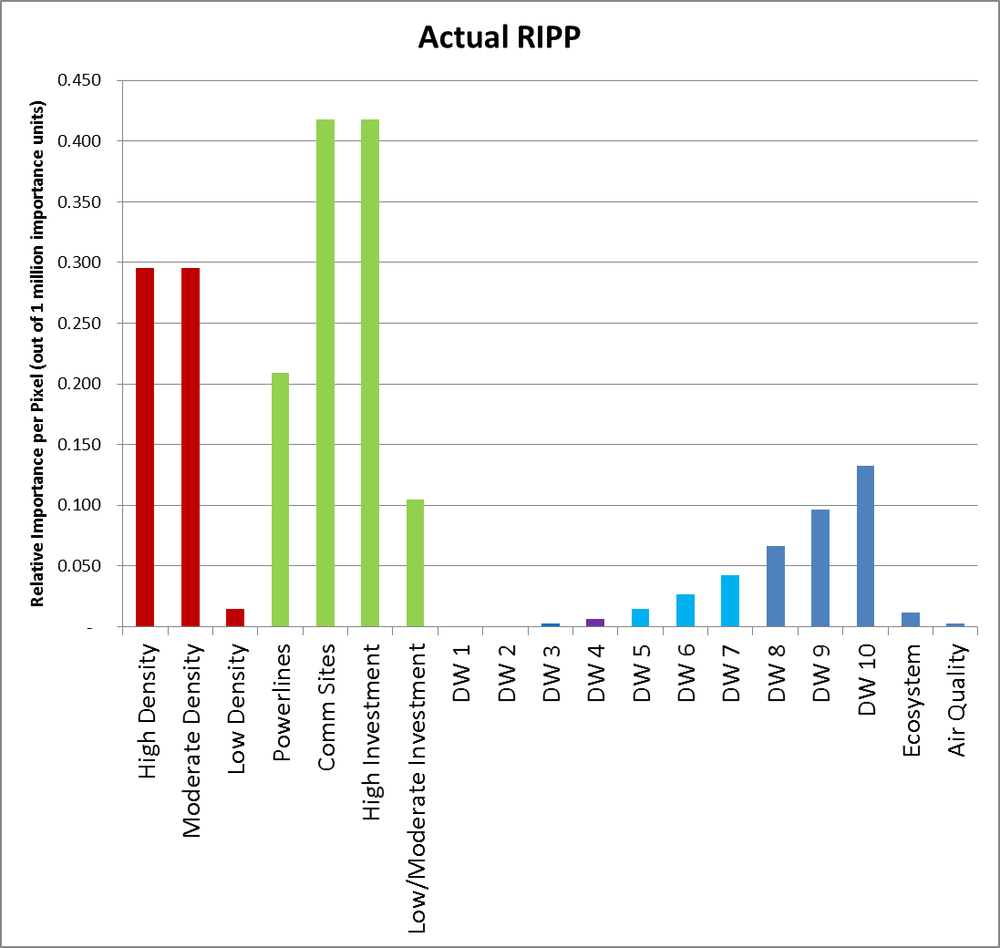 Actual RIPP
Relative Importance per Pixel (out of 1 million importance units)
0.450
0.400
0.350
0.300
0.250
0.200
0.150
0.100
0.050
-
High Density
Moderate Density
Low Density
Powerlines
Comm Sites
High Investment
Low/Moderate Investment
DW 1
DW 2
DW 3
DW 4
DW 5
DW 6
DW 7
DW 8
DW 9
DW 10
Ecosystem
Air Quality